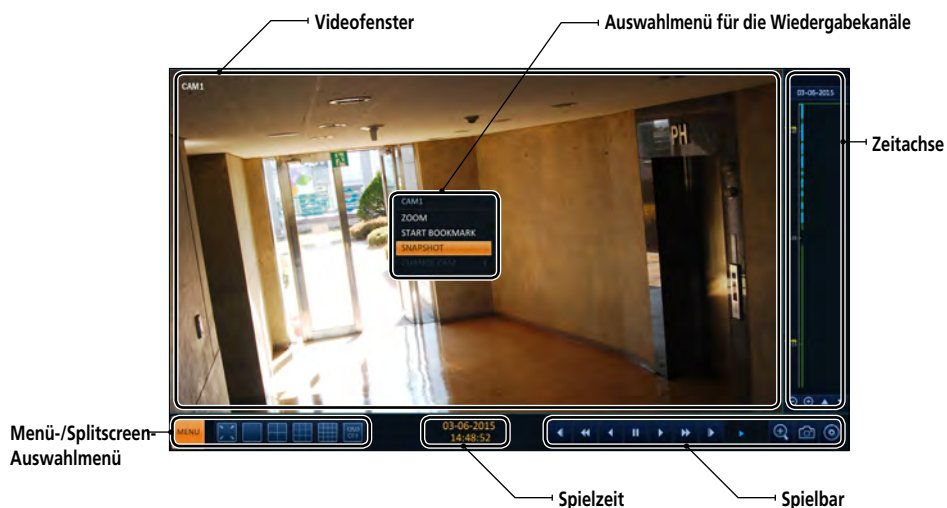 Videofenster
Auswahlmenü für die Wiedergabekanäle
CAM1
03-06-2015
PH
Zeitachse
CAM1
ZOOM
START BOOKMARK
SNAPSHOT
Menü-/Splitscreen-
Auswahlmenü
MENU
03-06-2015
14:48:52
Spielzeit
Spielbar